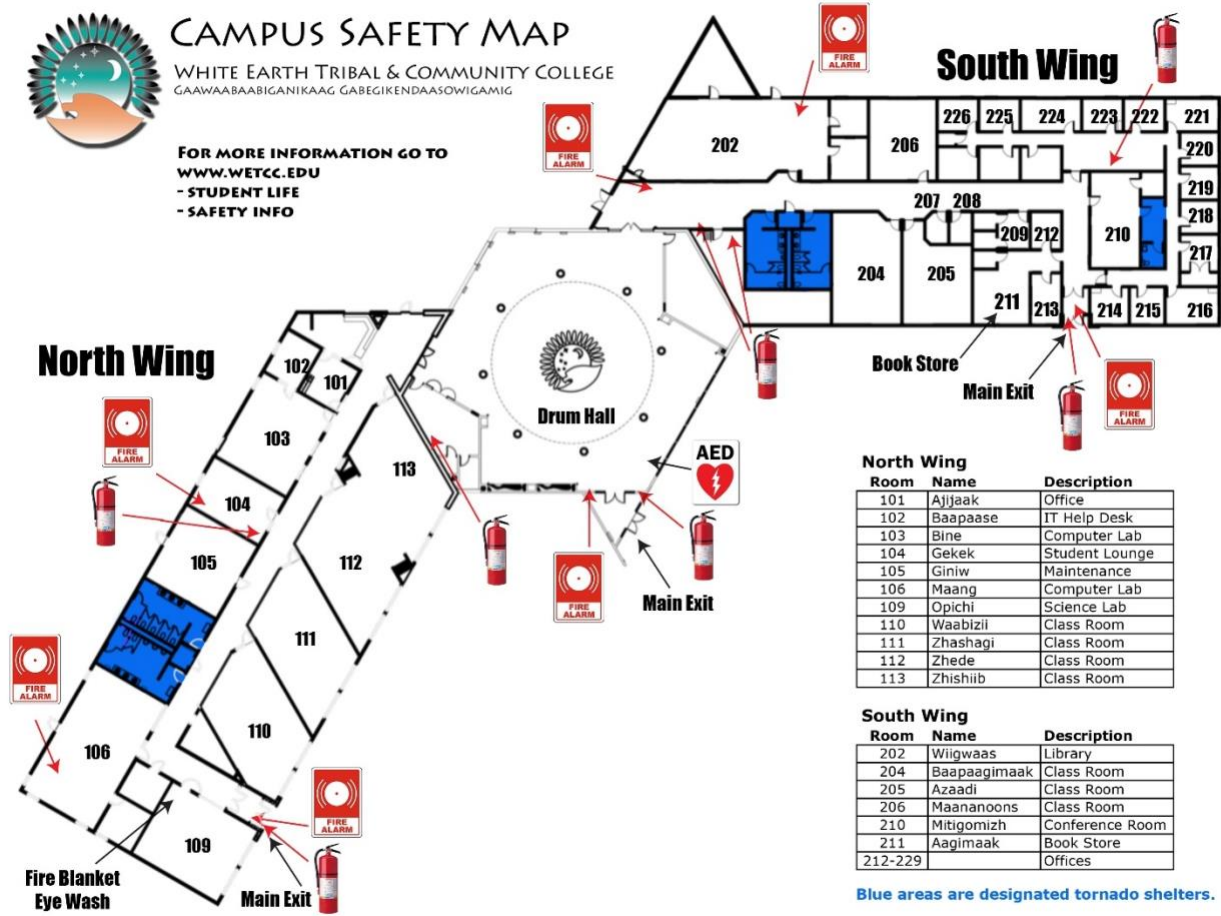 CAMPUS SAFETY MAP
WHITE EARTH TRIBAL & COMMUNITY COLLEGE
GAAWAABAABIGANIKAAG GABEGIKENDAASOWIGAMIG
FOR MORE INFORMATION GO TO
WWW.WETCC.EDU
- STUDENT LIFE
- SAFETY INFO
FIRE
ALARM
FIRE
ALARM
South Wing
202
206
226
225
224
223
222
221
220
219
218
217
207
208
209
212
210
204
205
211
213
214
215
216
Book Store
Main Exit
FIRE
ALARM
North Wing
102
101
103
104
105
106
109
110
111
112
113
FIRE
ALARM
Drum Hall
AED
FIRE
ALARM
Main Exit
FIRE
ALARM
FIRE
ALARM
Fire Blanket
Eye Wash
Main Exit
North Wing
Room Name Description
101 Ajijaak Office
102 Baapaase IT Help Desk
103 Bine Computer Lab
104 Gekek Student Lounge
105 Giniw Maintenance
106 Maang Computer Lab
109 Opichi Science Lab
110 Waabizii Class Room
111 Zhashagi Class Room
112 Zhede Class Room
113 Zhishiib Class Room
South Wing
Room Name Description
202 Wiigwaas Library
204 Baapaagimaak Class Room
205 Azaadi Class Room
206 Maananoons Class Room
210 Mitigomizh Conference Room
211 Aagimaak Book Store
212-229 Offices
Blue areas are designated tornado shelters.